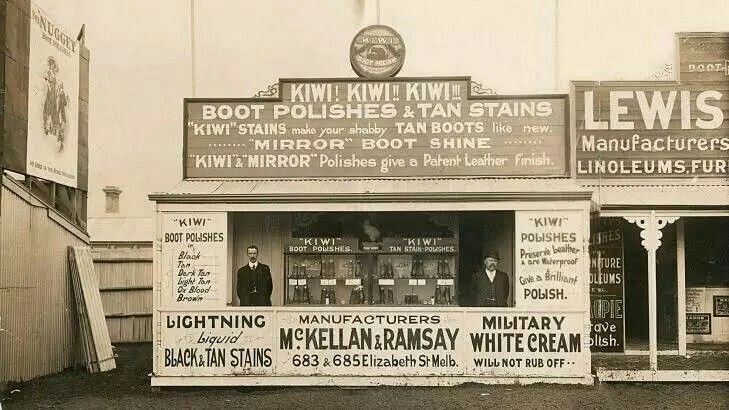 NUGGET
"KIWI"
BOOT POLISH
KIWI! KIWI!! KIWI!!!
BOOT POLISHES & TAN STAINS
"KIWI" STAINS make your shabby TAN BOOTS like new.
"MIRROR" BOOT SHINE
"KIWI" & "MIRROR" Polishes give a Patent Leather Finish.
BOOT
LEWIS
Manufacturers
LINOLEUMS, FUR
"KIWI"
BOOT POLISHES
in
Black
Tan
Dark Tan
Light Tan
Ox Blood
Brown
"KIWI" "KIWI"
BOOT POLISHES. TAN STAIN-POLISHES.
"KIWI"
POLISHES
Preserve Leather
& are Waterproof
Give a Brilliant
POLISH.
LIGHTNING
Liquid
BLACK & TAN STAINS
MANUFACTURERS
McKELLAN & RAMSAY
683 & 685 Elizabeth St Melb.
MILITARY
WHITE CREAM
WILL NOT RUB OFF